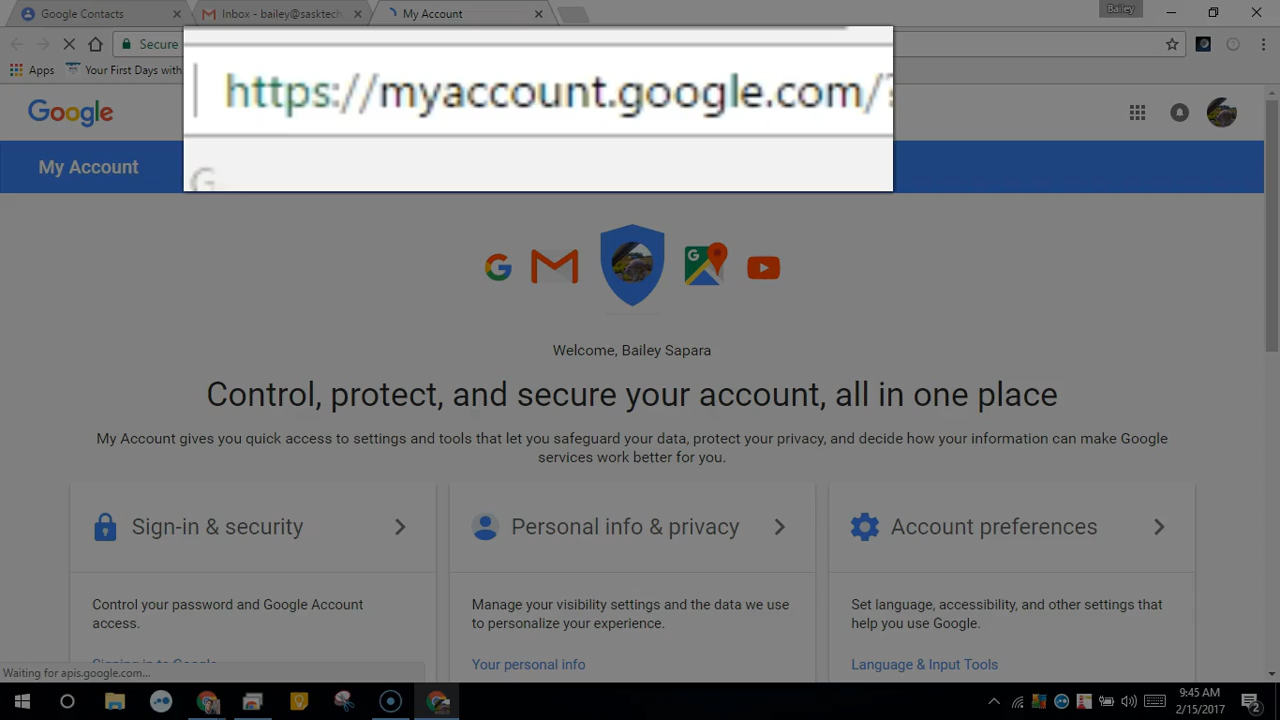 Google Contacts
Inbox - bailey@sasktech
My Account
Bailey
Secure
https://myaccount.google.com/?
G
Apps
Your First Days with
Google
My Account
Welcome, Bailey Sapara
Control, protect, and secure your account, all in one place
My Account gives you quick access to settings and tools that let you safeguard your data, protect your privacy, and decide how your information can make Google
services work better for you.
Sign-in & security
Control your password and Google Account
access.
Signing in to Google
Personal info & privacy
Manage your visibility settings and the data we use
to personalize your experience.
Your personal info
Account preferences
Set language, accessibility, and other settings that
help you use Google.
Language & Input Tools
Waiting for apis.google.com...
9:45 AM
2/15/2017
2